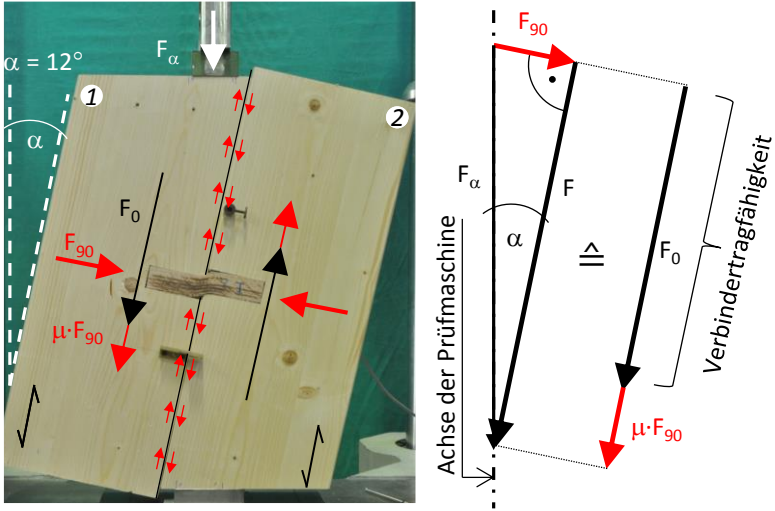 Fα
α = 12°
1
2
α
F0
F90
μ·F90
F90
Fα
F
α
≙
F0
Verbindertragfähigkeit
Achse der Prüfmaschine
μ·F90